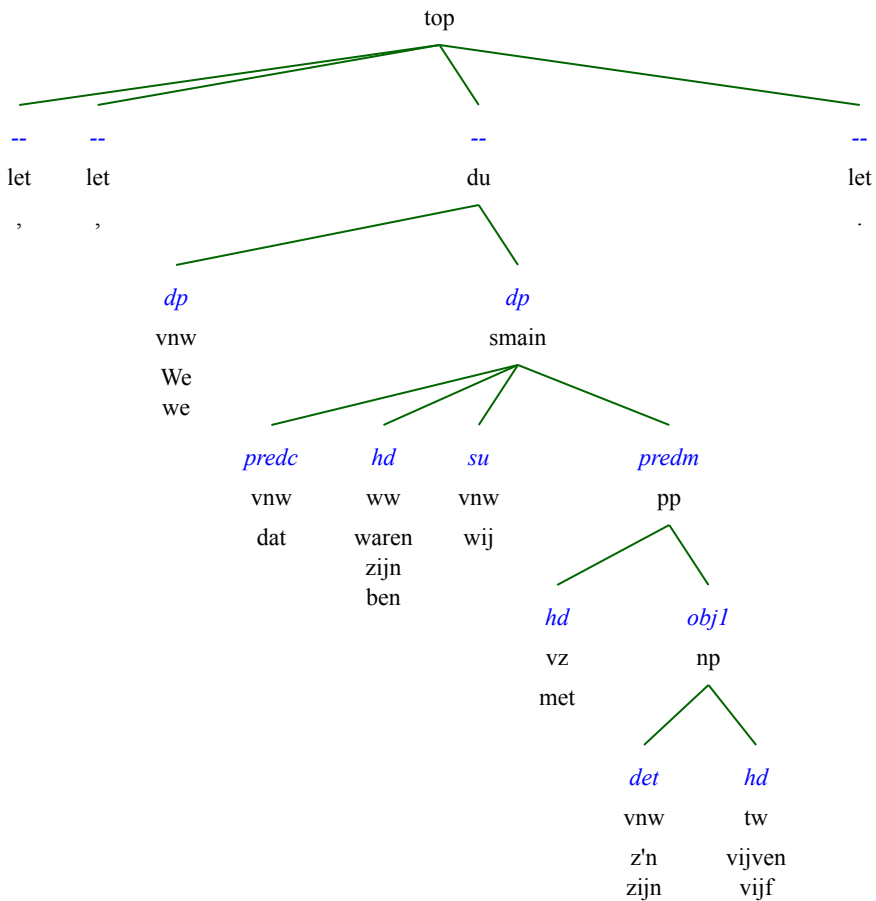 top
-- -- -- --
let let du let
, , .
dp dp
vnw smain
We
we
predc hd su predm
vnw ww vnw pp
dat waren wij
zijn
ben
hd obj1
vz np
met
det hd
vnw tw
z'n vijven
zijn vijf